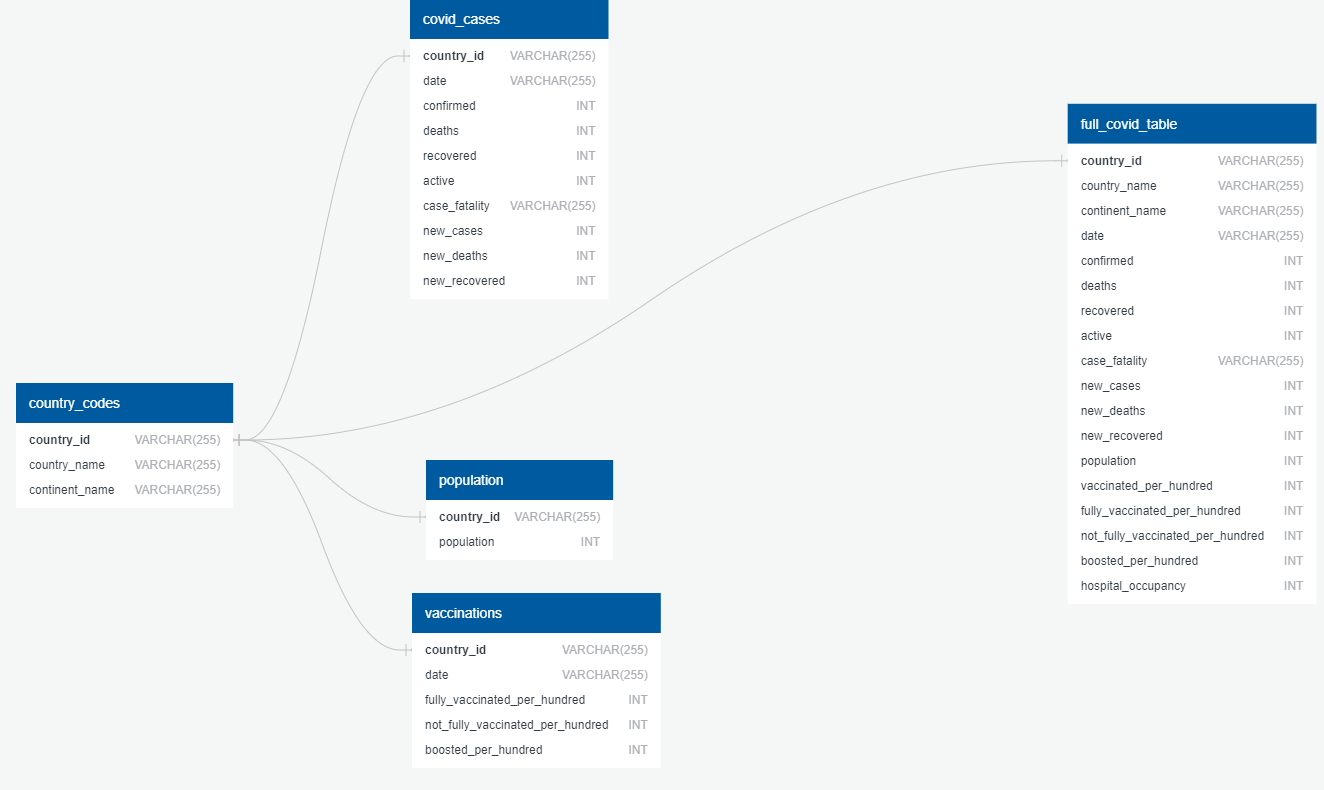 covid_cases
country_id VARCHAR(255)
date VARCHAR(255)
confirmed INT
deaths INT
recovered INT
active INT
case_fatality VARCHAR(255)
new_cases INT
new_deaths INT
new_recovered INT
full_covid_table
country_id VARCHAR(255)
country_name VARCHAR(255)
continent_name VARCHAR(255)
date VARCHAR(255)
confirmed INT
deaths INT
recovered INT
active INT
case_fatality VARCHAR(255)
new_cases INT
new_deaths INT
new_recovered INT
population INT
vaccinated_per_hundred INT
fully_vaccinated_per_hundred INT
not_fully_vaccinated_per_hundred INT
boosted_per_hundred INT
hospital_occupancy INT
country_codes
country_id VARCHAR(255)
country_name VARCHAR(255)
continent_name VARCHAR(255)
population
country_id VARCHAR(255)
population INT
vaccinations
country_id VARCHAR(255)
date VARCHAR(255)
fully_vaccinated_per_hundred INT
not_fully_vaccinated_per_hundred INT
boosted_per_hundred INT